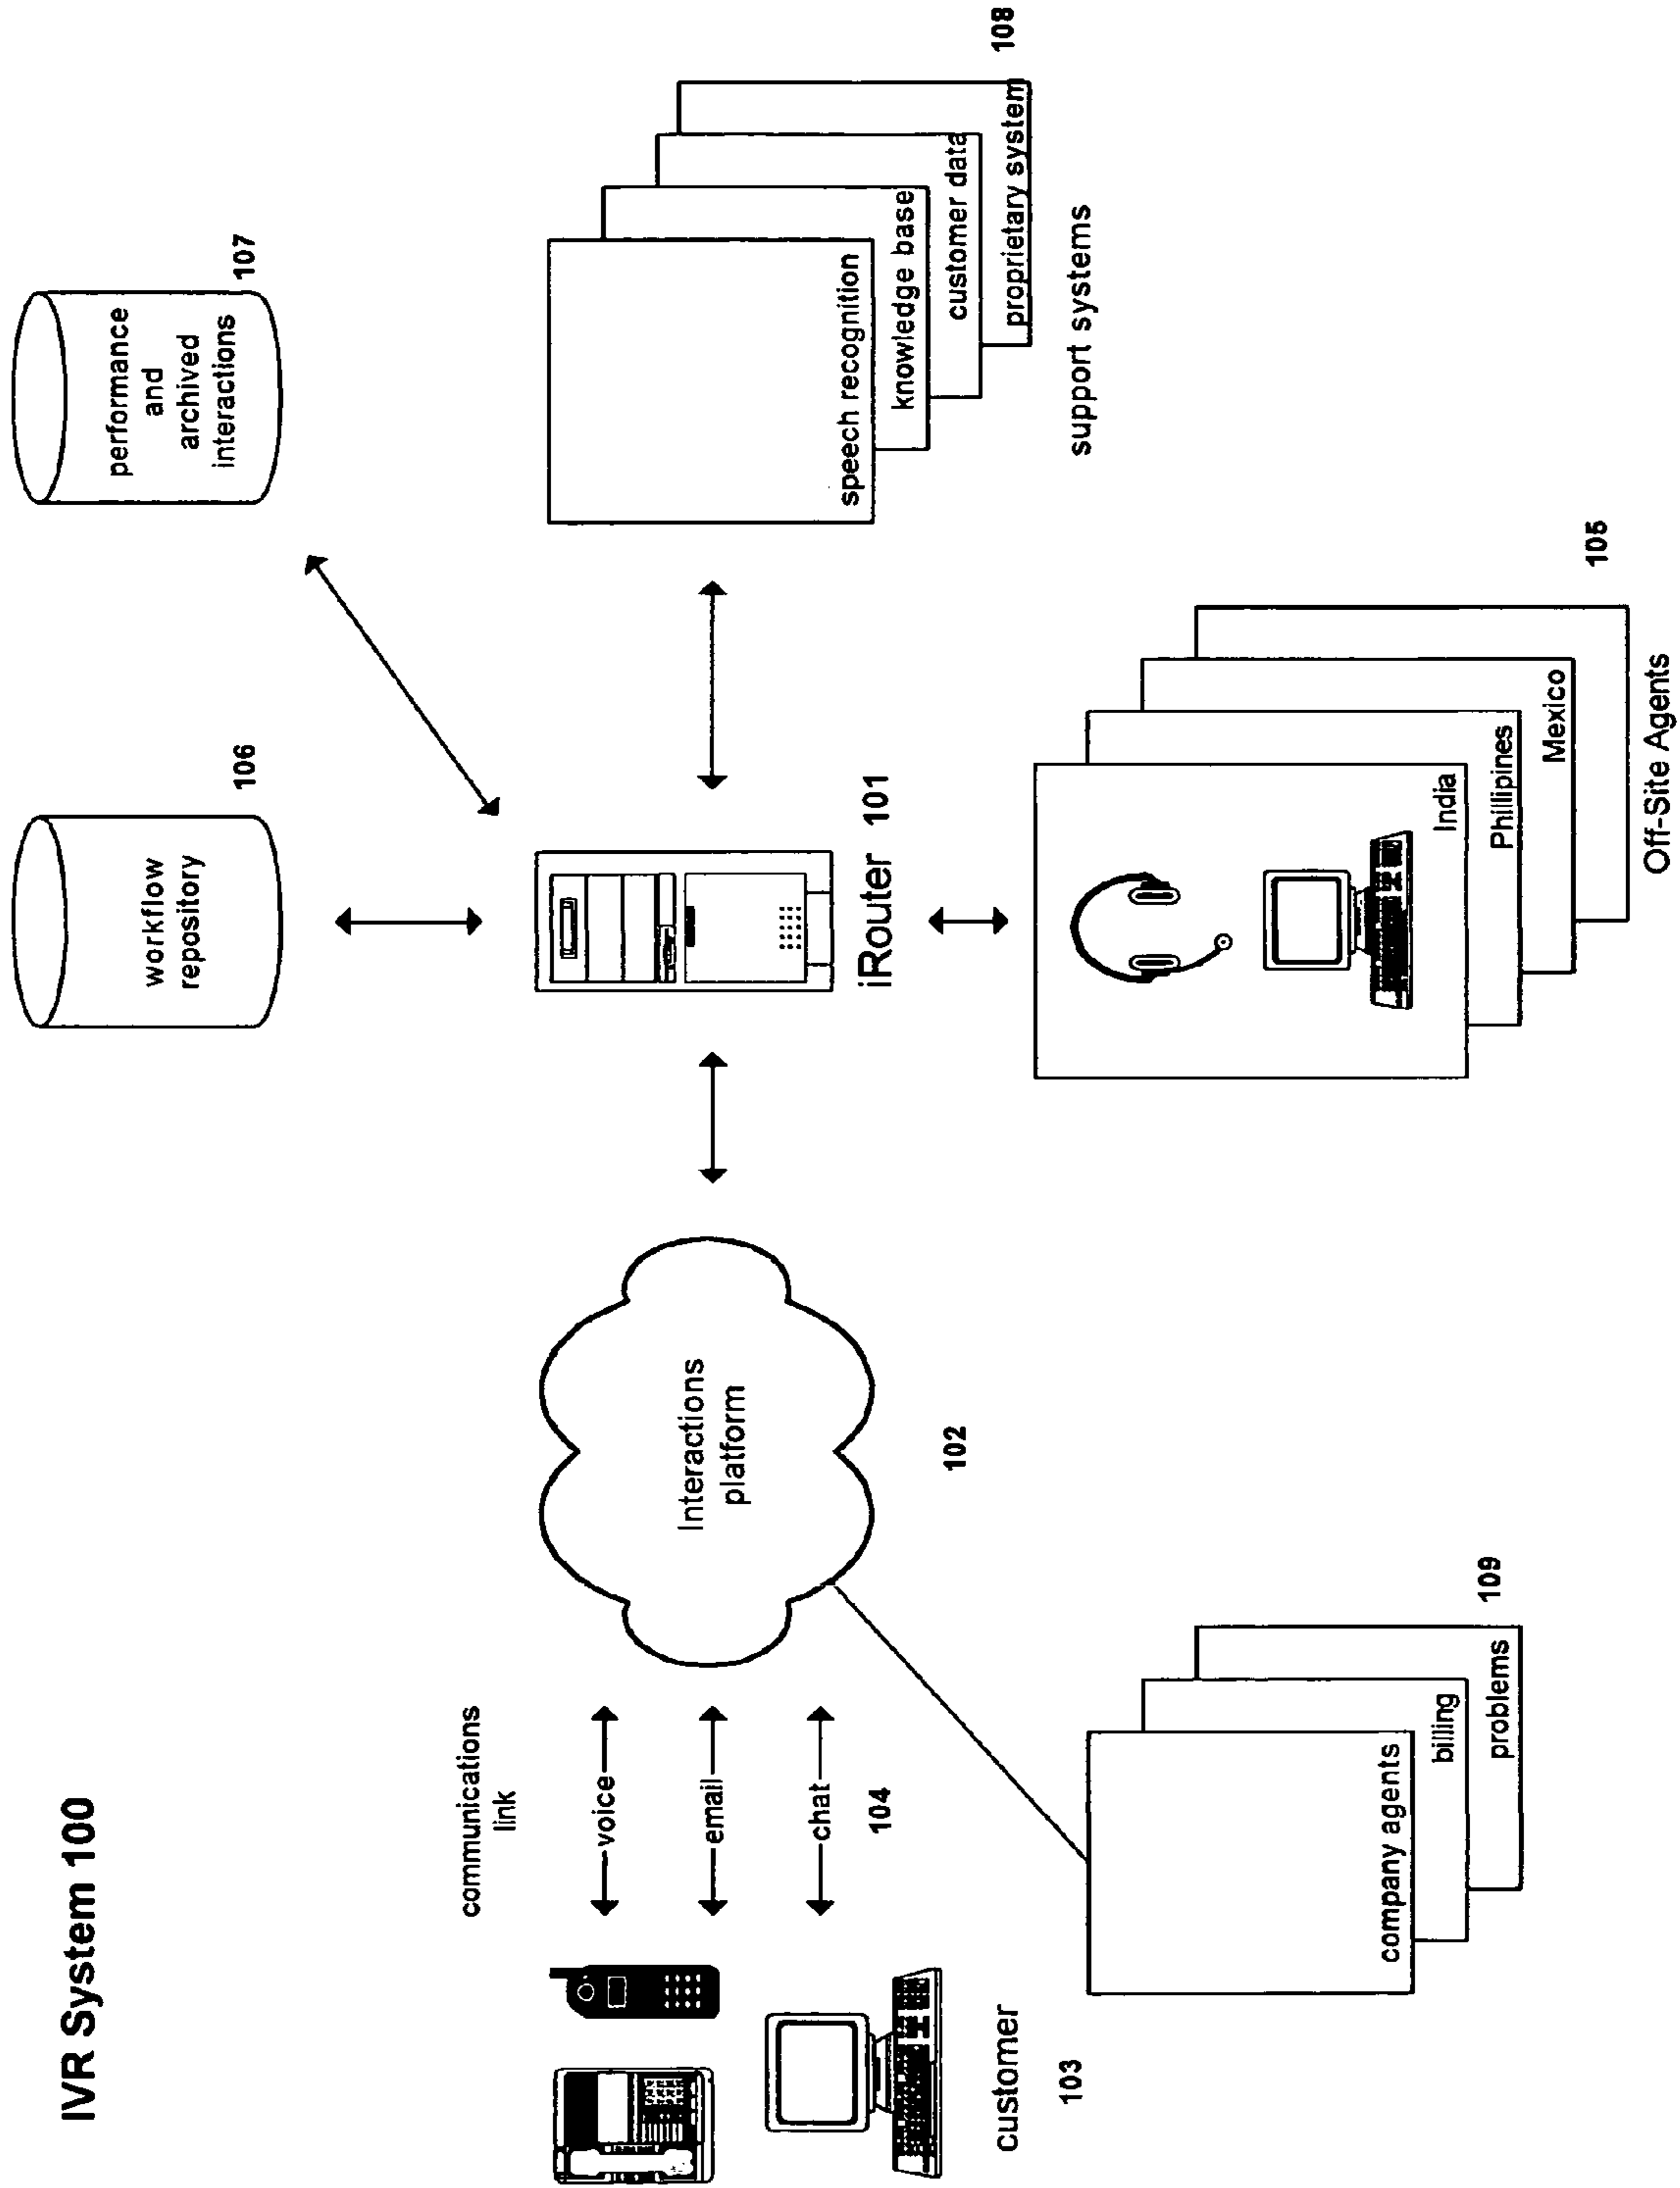 IVR System 100
workflow
repository
106
performance
and
archived
interactions
107
communications
link
voice
email
chat
104
customer
103
Interactions
platform
102
iRouter 101
speech recognition
knowledge base
customer data
proprietary system
108
support systems
company agents
billing
problems
109
India
Phillipines
Mexico
105
Off-Site Agents